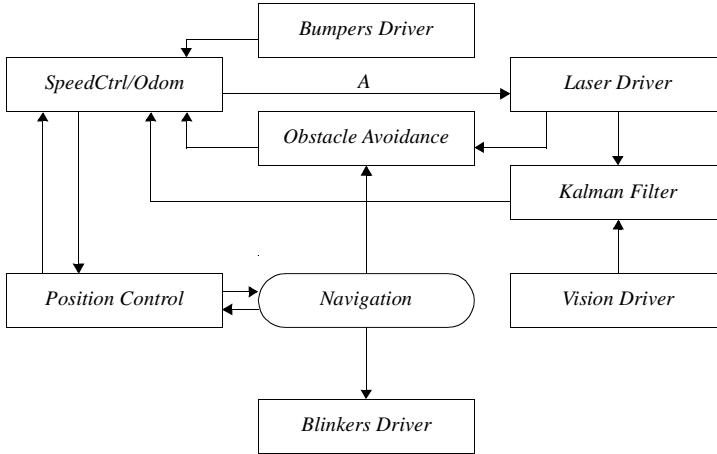 Bumpers Driver
SpeedCtrl/Odom
A
Laser Driver
Obstacle Avoidance
Kalman Filter
Position Control
Navigation
Vision Driver
Blinkers Driver